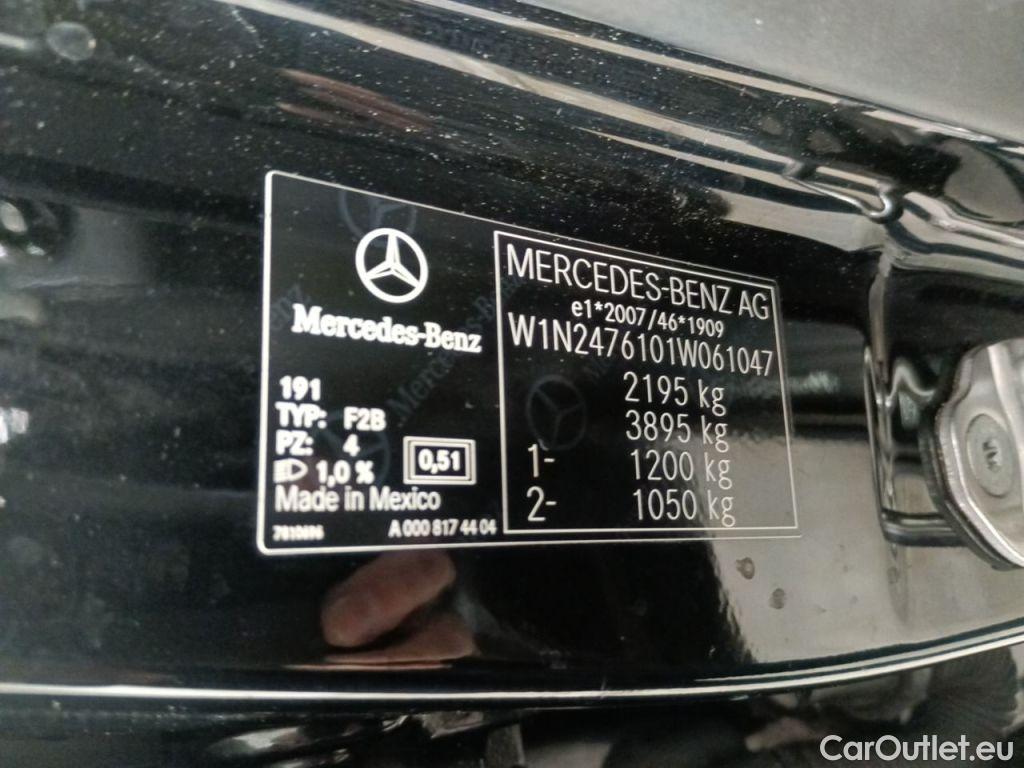 Mercedes-Benz
191
TYP: F2B
PZ: 4
1,0 %
0,51
Made in Mexico
A 000 817 44 04
MERCEDES-BENZ AG
e1*2007/46*1909
W1N2476101W061047
2195 kg
3895 kg
1- 1200 kg
2- 1050 kg
CarOutlet.eu